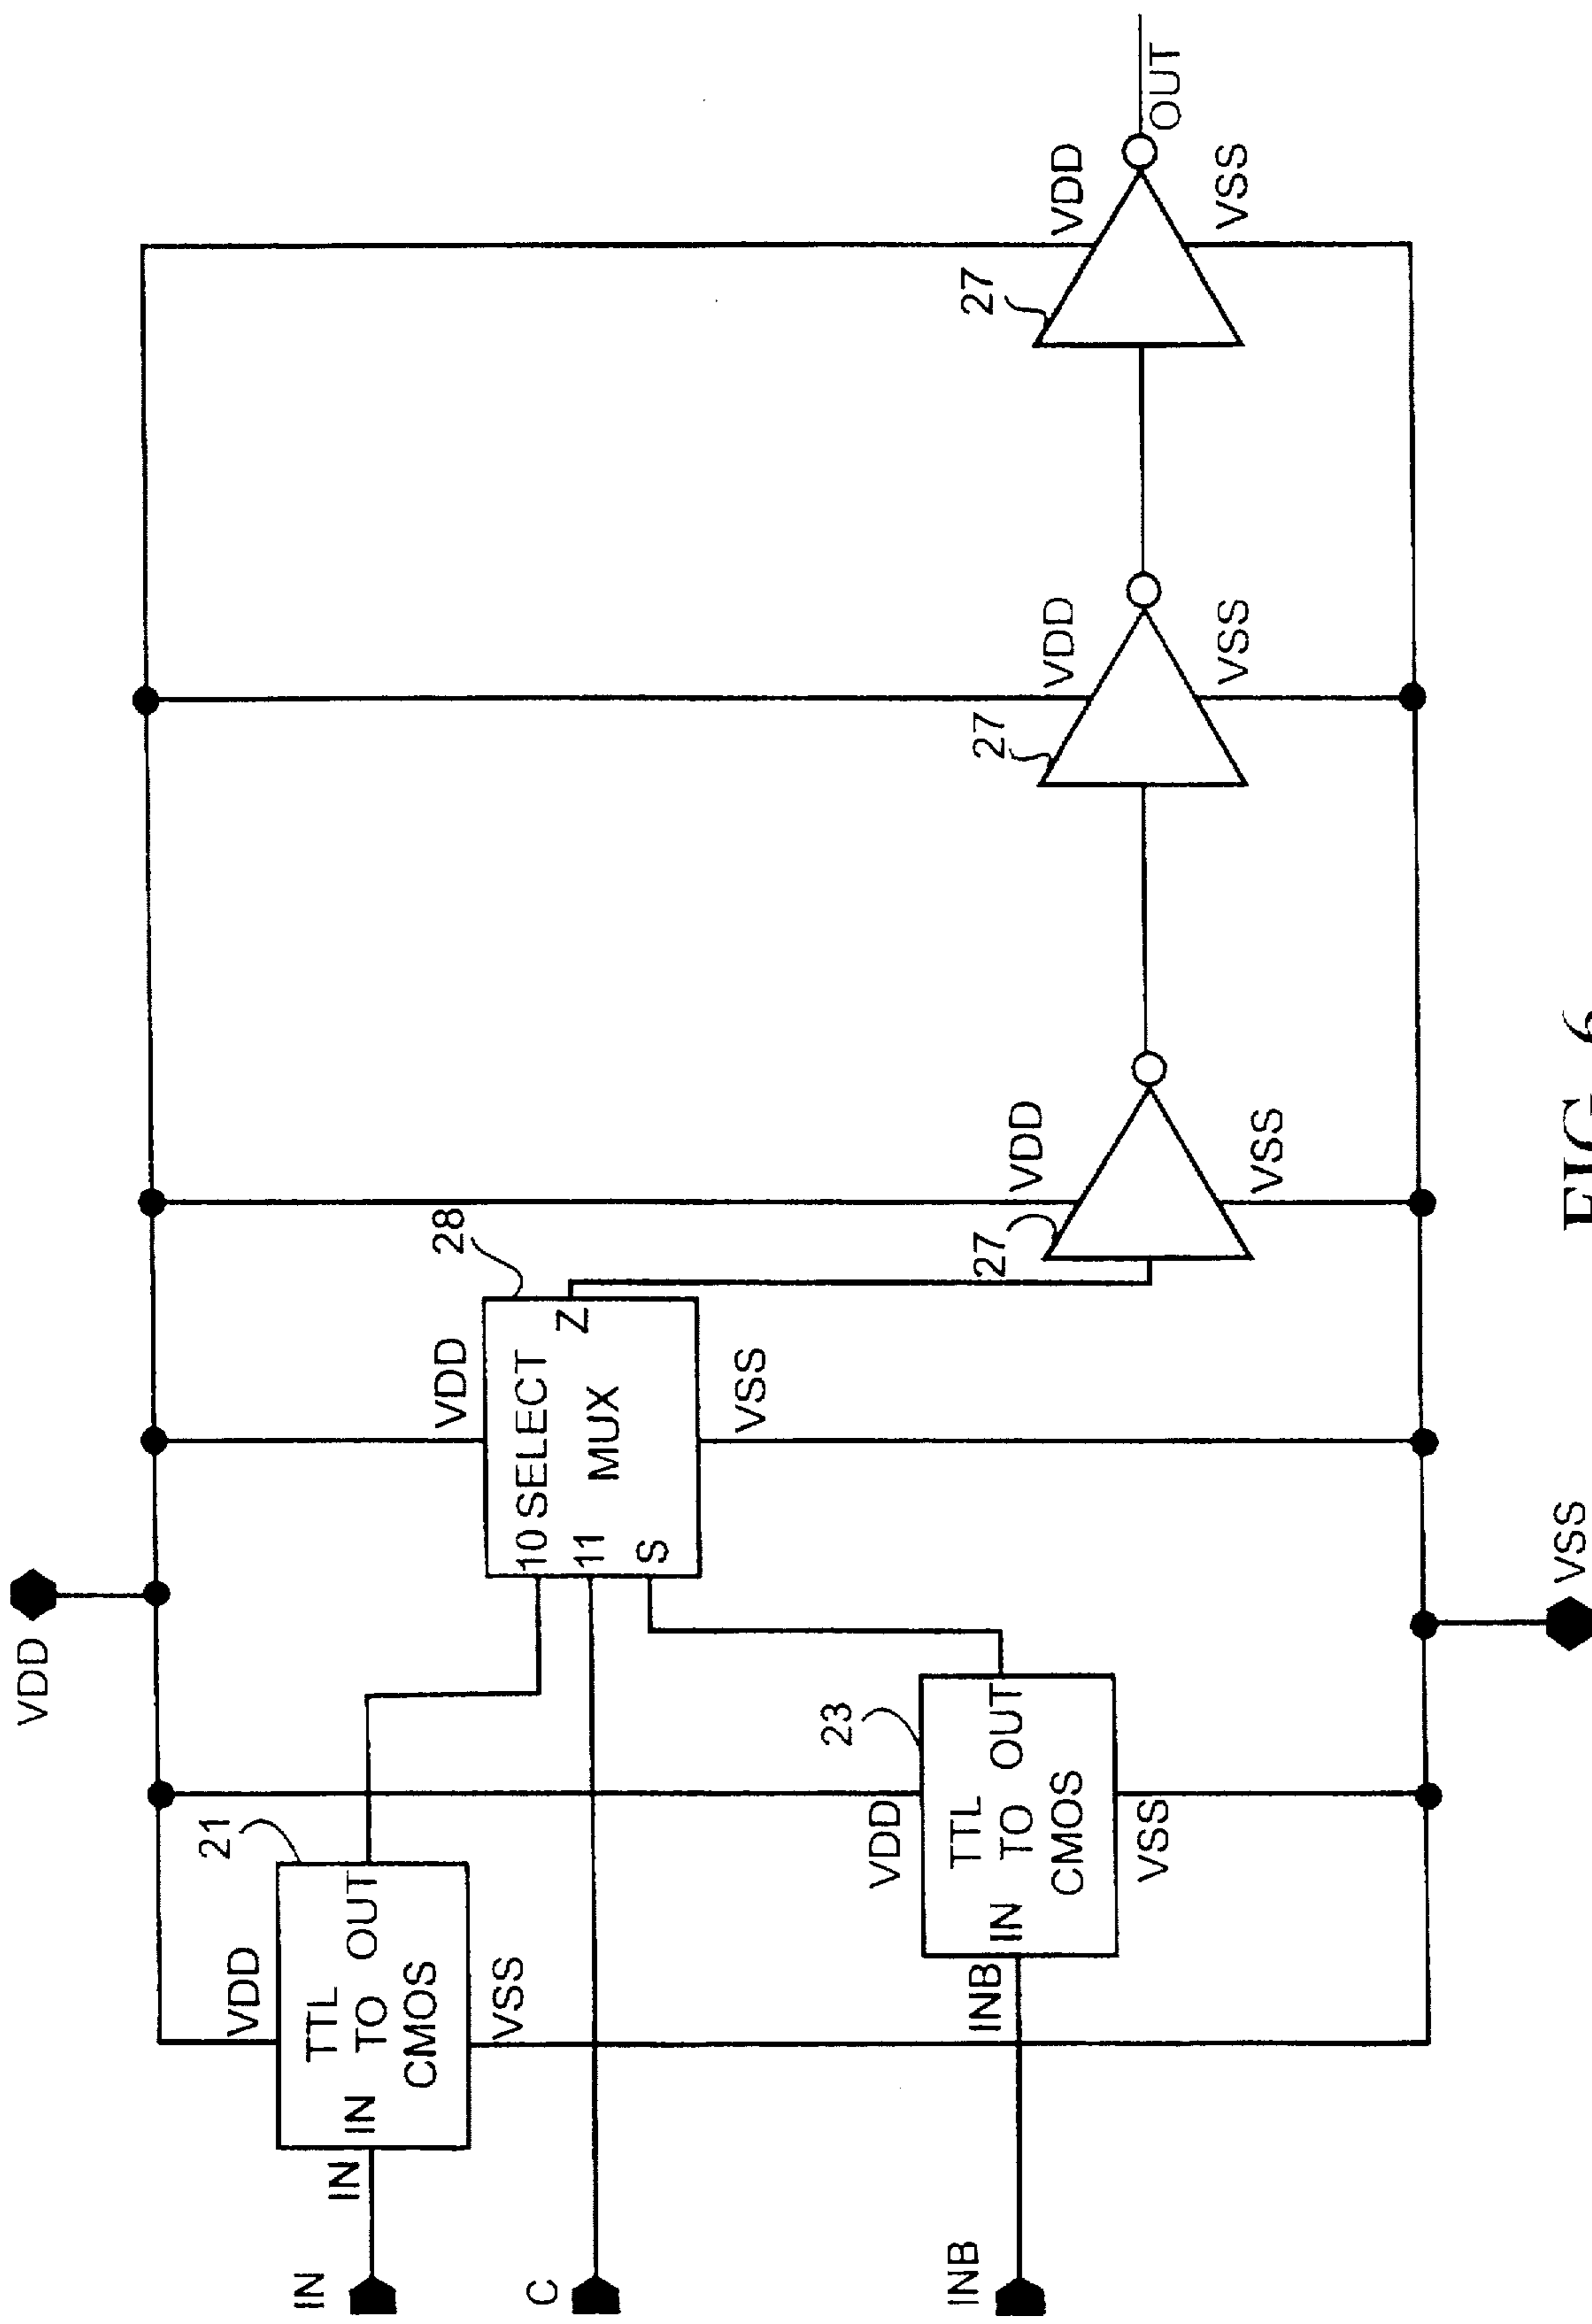 VDD
IN
IN
VDD
TTL
IN TO OUT
CMOS
VSS
21
C
VDD
10 SELECT
11 MUX
S
Z
VSS
28
INB
INB
VDD
TTL
IN TO OUT
CMOS
VSS
23
27
VDD
VSS
27
VDD
VSS
27
VDD
VSS
OUT
VSS
FIG. 6